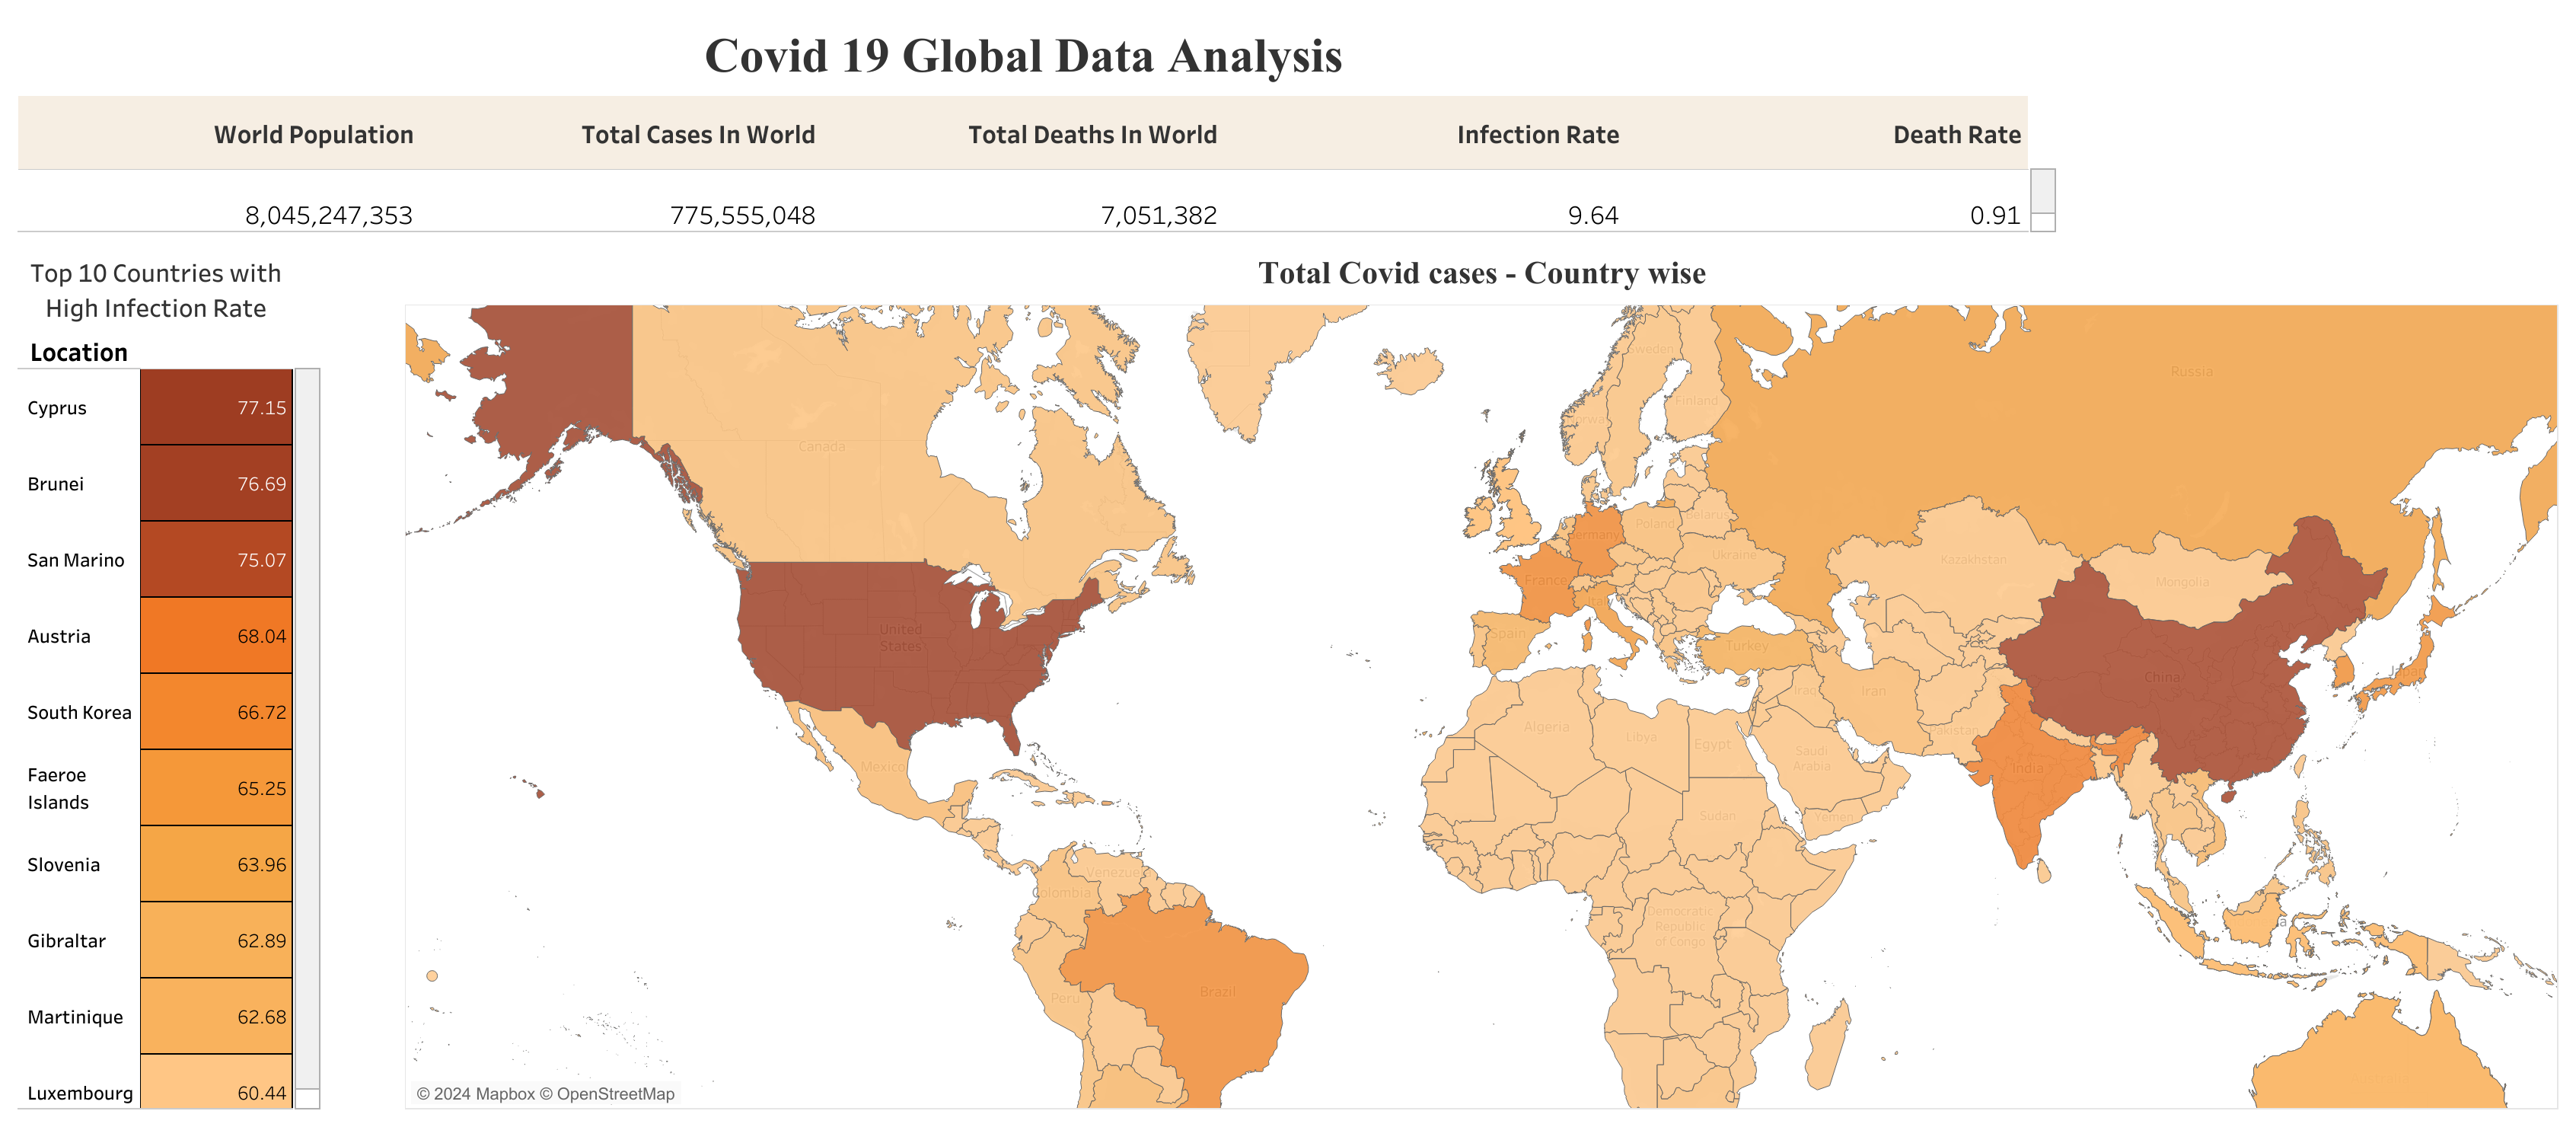 Covid 19 Global Data Analysis
World Population Total Cases In World Total Deaths In World Infection Rate Death Rate
8,045,247,353 775,555,048 7,051,382 9.64 0.91
Top 10 Countries with
High Infection Rate
Location
Cyprus 77.15
Brunei 76.69
San Marino 75.07
Austria 68.04
South Korea 66.72
Faeroe
Islands 65.25
Slovenia 63.96
Gibraltar 62.89
Martinique 62.68
Luxembourg 60.44
Total Covid cases - Country wise
Sweden
Russia
Finland
Canada
Belarus
Poland
Germany
Ukraine
Kazakhstan
France
Mongolia
Italy
United
States
Spain
Turkey
China
Japan
Iraq
Iran
Algeria
Libya
Egypt
Pakistan
Saudi
Arabia
Mexico
India
Sudan
Yemen
Venezuela
Colombia
Democratic
Republic
of Congo
Brazil
Peru
© 2024 Mapbox © OpenStreetMap